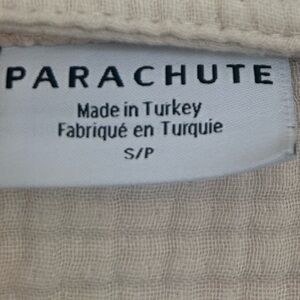 PARACHUTE
Made in Turkey
Fabriqué en Turquie
S/P